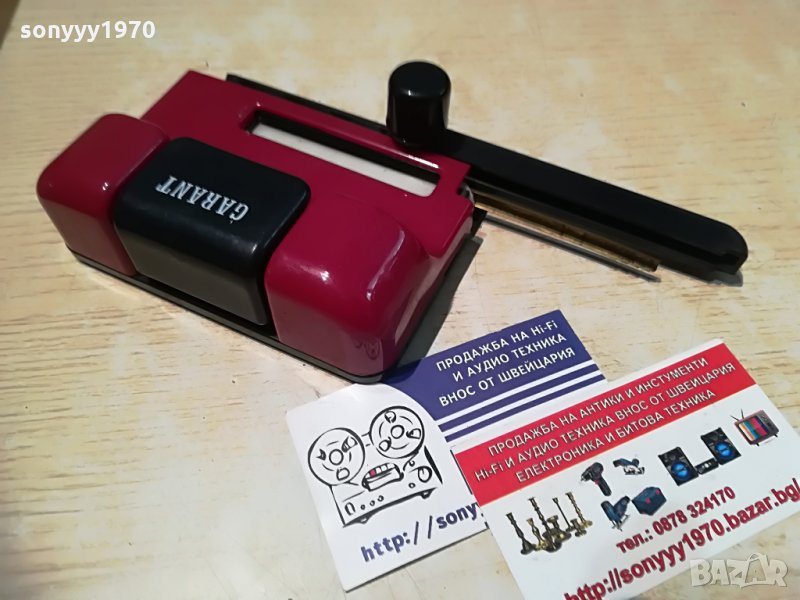 sonyyy1970
GARANT
ПРОДАЖБА НА Hi-Fi
И АУДИО ТЕХНИКА
ВНОС ОТ ШВЕЙЦАРИЯ
http://sony
ПРОДАЖБА НА АНТИКИ И ИНСТУМЕНТИ
Hi-Fi И АУДИО ТЕХНИКА ВНОС ОТ ШВЕЙЦАРИЯ
ЕЛЕКТРОНИКА И БИТОВА ТЕХНИКА
тел.: 0878 324170
http://sonyyy1970.bazar.bg/
BAZAR